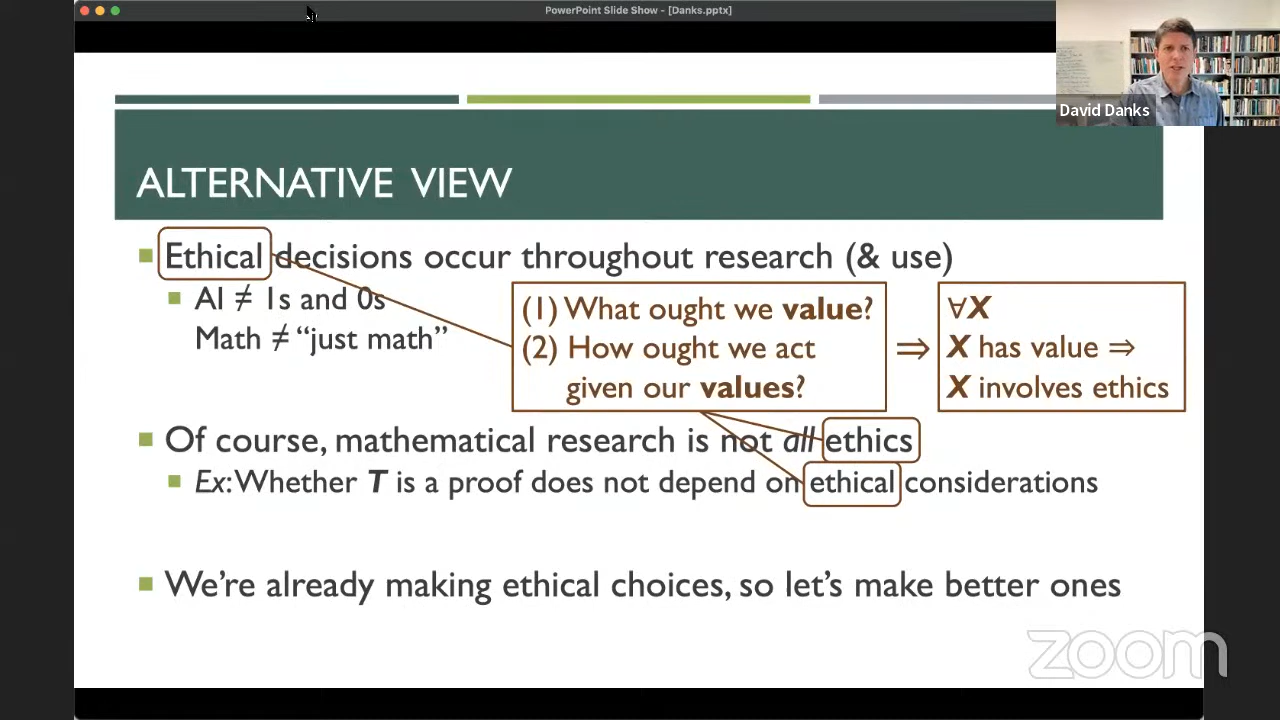 PowerPoint Slide Show - [Danks.pptx]
David Danks
ALTERNATIVE VIEW
Ethical decisions occur throughout research (& use)
AI ≠ 1s and 0s
Math ≠ “just math”
(1) What ought we value?
(2) How ought we act
given our values?
⇒
∀X
X has value ⇒
X involves ethics
Of course, mathematical research is not all ethics
Ex: Whether T is a proof does not depend on ethical considerations
We’re already making ethical choices, so let’s make better ones
zoom